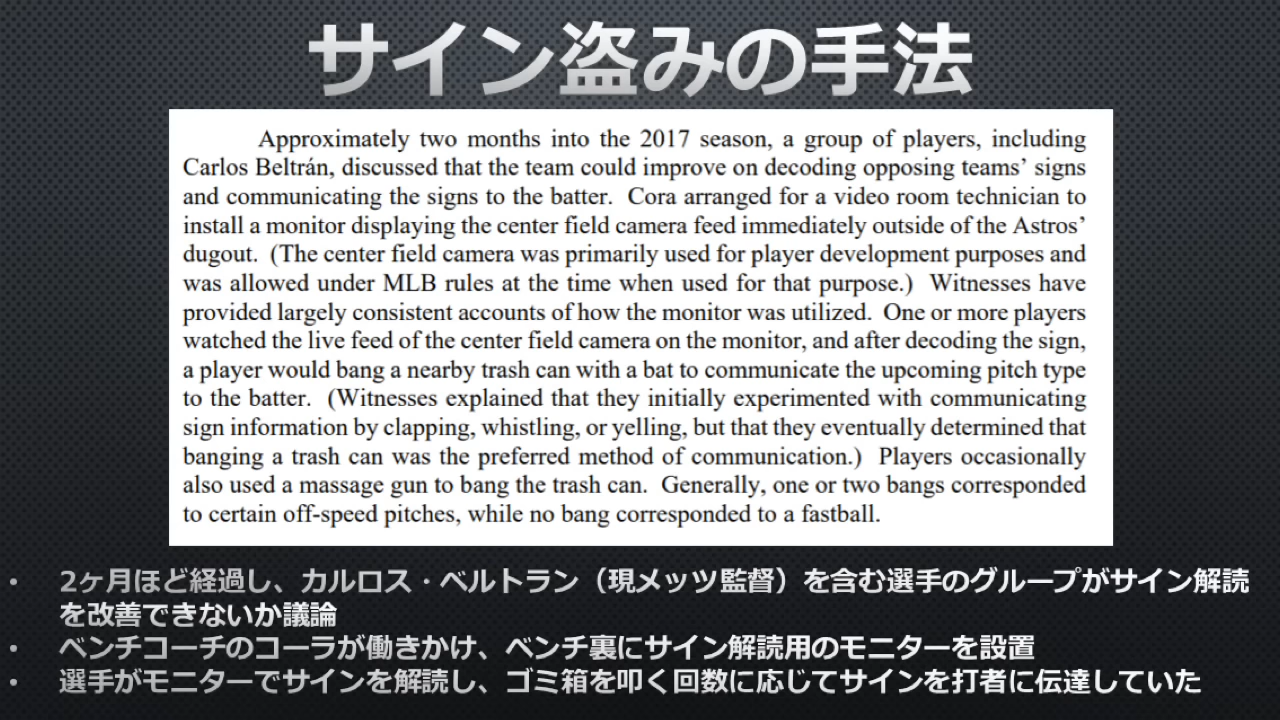 サイン盗みの手法
Approximately two months into the 2017 season, a group of players, including
Carlos Beltrán, discussed that the team could improve on decoding opposing teams’ signs
and communicating the signs to the batter.  Cora arranged for a video room technician to
install a monitor displaying the center field camera feed immediately outside of the Astros’
dugout.  (The center field camera was primarily used for player development purposes and
was allowed under MLB rules at the time when used for that purpose.)  Witnesses have
provided largely consistent accounts of how the monitor was utilized.  One or more players
watched the live feed of the center field camera on the monitor, and after decoding the sign,
a player would bang a nearby trash can with a bat to communicate the upcoming pitch type
to the batter.  (Witnesses explained that they initially experimented with communicating
sign information by clapping, whistling, or yelling, but that they eventually determined that
banging a trash can was the preferred method of communication.)  Players occasionally
also used a massage gun to bang the trash can.  Generally, one or two bangs corresponded
to certain off-speed pitches, while no bang corresponded to a fastball.
• 2ヶ月ほど経過し、カルロス・ベルトラン（現メッツ監督）を含む選手のグループがサイン解読
を改善できないか議論
• ベンチコーチのコーラが働きかけ、ベンチ裏にサイン解読用のモニターを設置
• 選手がモニターでサインを解読し、ゴミ箱を叩く回数に応じてサインを打者に伝達していた